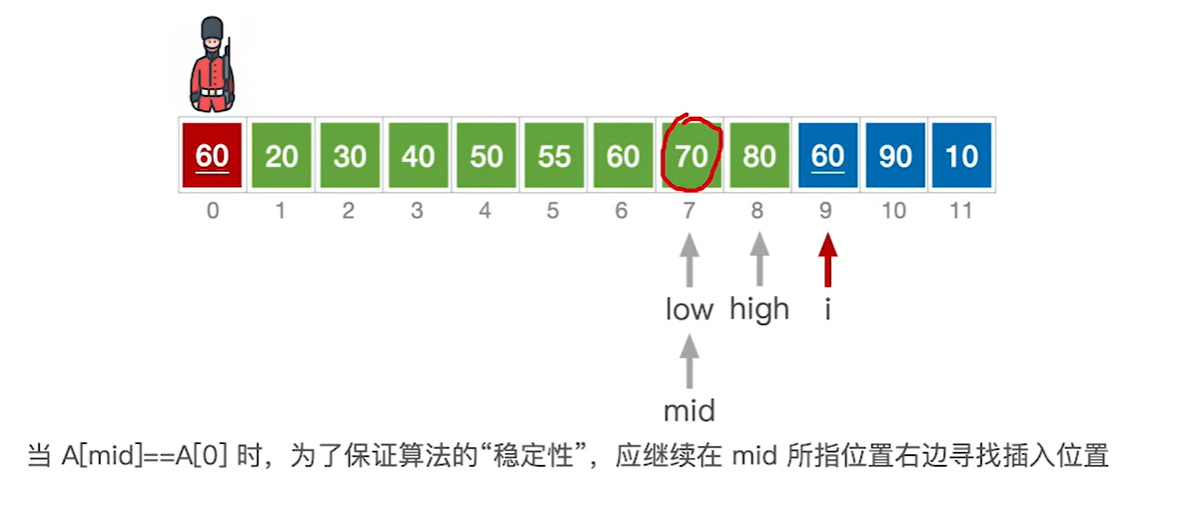 60 20 30 40 50 55 60 70 80 60 90 10
0 1 2 3 4 5 6 7 8 9 10 11
low high i
mid
当 A[mid]==A[0] 时，为了保证算法的“稳定性”，应继续在 mid 所指位置右边寻找插入位置